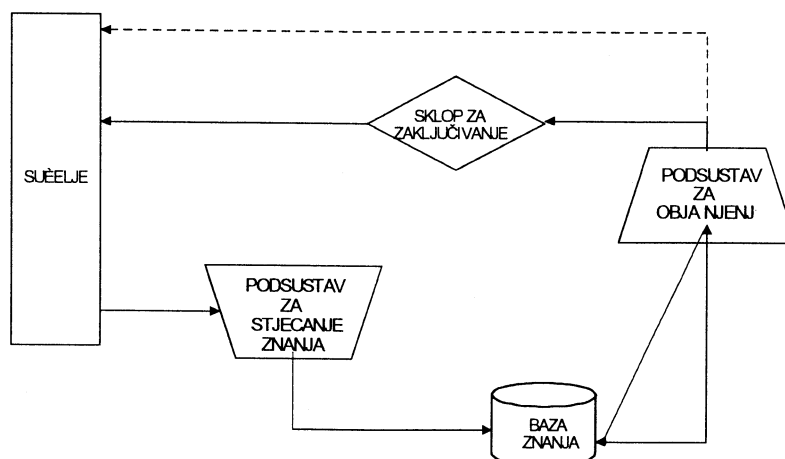 SKLOP ZA
ZAKLJUČIVANJE
SUÈELJE
PODSUSTAV
ZA
OBJA NJENJ
PODSUSTAV
ZA
STJECANJE
ZNANJA
BAZA
ZNANJA